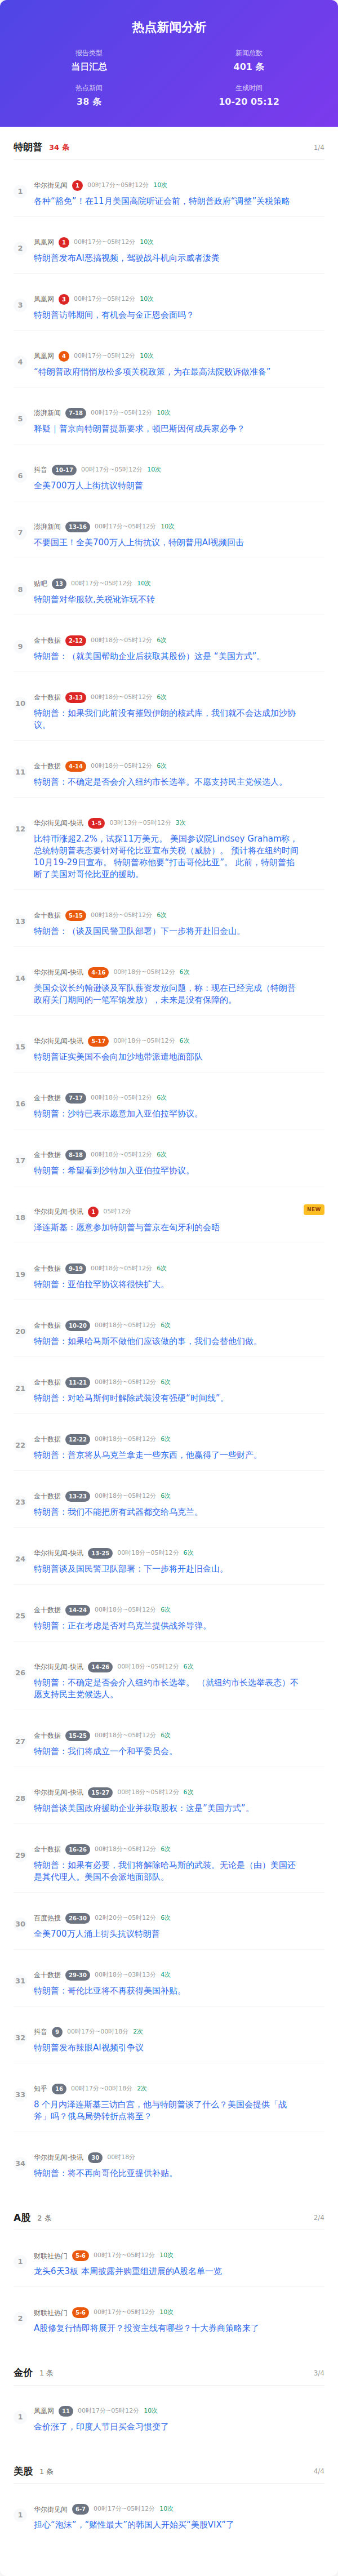 热点新闻分析
报告类型
新闻总数
当日汇总
401 条
热点新闻
生成时间
38 条
10-20 05:12
特朗普 34 条 1/4
1
华尔街见闻 1 00时17分~05时12分 10次
各种“豁免”！在11月美国高院听证会前，特朗普政府“调整”关税政策
2
凤凰网 1 00时17分~05时12分 10次
特朗普发布AI恶搞视频，驾驶战斗机向示威者泼粪
3
凤凰网 3 00时17分~05时12分 10次
特朗普访韩期间，有机会与金正恩会面吗？
4
凤凰网 4 00时17分~05时12分 10次
“特朗普政府悄悄放松多项关税政策，为在最高法院败诉做准备”
5
澎湃新闻 7-18 00时17分~05时12分 10次
释疑｜普京向特朗普提新要求，顿巴斯因何成兵家必争？
6
抖音 10-17 00时17分~05时12分 10次
全美700万人上街抗议特朗普
7
澎湃新闻 13-16 00时17分~05时12分 10次
不要国王！全美700万人上街抗议，特朗普用AI视频回击
8
贴吧 13 00时17分~05时12分 10次
特朗普对华服软,关税讹诈玩不转
9
金十数据 2-12 00时18分~05时12分 6次
特朗普：（就美国帮助企业后获取其股份）这是 “美国方式”。
10
金十数据 3-13 00时18分~05时12分 6次
特朗普：如果我们此前没有摧毁伊朗的核武库，我们就不会达成加沙协
议。
11
金十数据 4-14 00时18分~05时12分 6次
特朗普：不确定是否会介入纽约市长选举。不愿支持民主党候选人。
12
华尔街见闻-快讯 1-5 03时13分~05时12分 3次
比特币涨超2.2%，试探11万美元。 美国参议院Lindsey Graham称，
总统特朗普表态要针对哥伦比亚宣布关税（威胁）。 预计将在纽约时间
10月19-29日宣布。 特朗普称他要“打击哥伦比亚”。 此前，特朗普掐
断了美国对哥伦比亚的援助。
13
金十数据 5-15 00时18分~05时12分 6次
特朗普：（谈及国民警卫队部署）下一步将开赴旧金山。
14
华尔街见闻-快讯 4-16 00时18分~05时12分 6次
美国众议长约翰逊谈及军队薪资发放问题，称：现在已经完成（特朗普
政府关门期间的一笔军饷发放），未来是没有保障的。
15
华尔街见闻-快讯 5-17 00时18分~05时12分 6次
特朗普证实美国不会向加沙地带派遣地面部队
16
金十数据 7-17 00时18分~05时12分 6次
特朗普：沙特已表示愿意加入亚伯拉罕协议。
17
金十数据 8-18 00时18分~05时12分 6次
特朗普：希望看到沙特加入亚伯拉罕协议。
18
华尔街见闻-快讯 1 05时12分 NEW
泽连斯基：愿意参加特朗普与普京在匈牙利的会晤
19
金十数据 9-19 00时18分~05时12分 6次
特朗普：亚伯拉罕协议将很快扩大。
20
金十数据 10-20 00时18分~05时12分 6次
特朗普：如果哈马斯不做他们应该做的事，我们会替他们做。
21
金十数据 11-21 00时18分~05时12分 6次
特朗普：对哈马斯何时解除武装没有强硬“时间线”。
22
金十数据 12-22 00时18分~05时12分 6次
特朗普：普京将从乌克兰拿走一些东西，他赢得了一些财产。
23
金十数据 13-23 00时18分~05时12分 6次
特朗普：我们不能把所有武器都交给乌克兰。
24
华尔街见闻-快讯 13-25 00时18分~05时12分 6次
特朗普谈及国民警卫队部署：下一步将开赴旧金山。
25
金十数据 14-24 00时18分~05时12分 6次
特朗普：正在考虑是否对乌克兰提供战斧导弹。
26
华尔街见闻-快讯 14-26 00时18分~05时12分 6次
特朗普：不确定是否会介入纽约市长选举。 （就纽约市长选举表态）不
愿支持民主党候选人。
27
金十数据 15-25 00时18分~05时12分 6次
特朗普：我们将成立一个和平委员会。
28
华尔街见闻-快讯 15-27 00时18分~05时12分 6次
特朗普谈美国政府援助企业并获取股权：这是”美国方式”。
29
金十数据 16-26 00时18分~05时12分 6次
特朗普：如果有必要，我们将解除哈马斯的武装。无论是（由）美国还
是其代理人。美国不会派地面部队。
30
百度热搜 26-30 02时20分~05时12分 6次
全美700万人涌上街头抗议特朗普
31
金十数据 29-30 00时18分~03时13分 4次
特朗普：哥伦比亚将不再获得美国补贴。
32
抖音 9 00时17分~00时18分 2次
特朗普发布辣眼AI视频引争议
33
知乎 16 00时17分~00时18分 2次
8 个月内泽连斯基三访白宫，他与特朗普谈了什么？美国会提供「战
斧」吗？俄乌局势转折点将至？
34
华尔街见闻-快讯 30 00时18分
特朗普：将不再向哥伦比亚提供补贴。
A股 2 条 2/4
1
财联社热门 5-6 00时17分~05时12分 10次
龙头6天3板 本周披露并购重组进展的A股名单一览
2
财联社热门 5-6 00时17分~05时12分 10次
A股修复行情即将展开？投资主线有哪些？十大券商策略来了
金价 1 条 3/4
1
凤凰网 11 00时17分~05时12分 10次
金价涨了，印度人节日买金习惯变了
美股 1 条 4/4
1
华尔街见闻 6-7 00时17分~05时12分 10次
担心“泡沫”，“赌性最大”的韩国人开始买“美股VIX”了